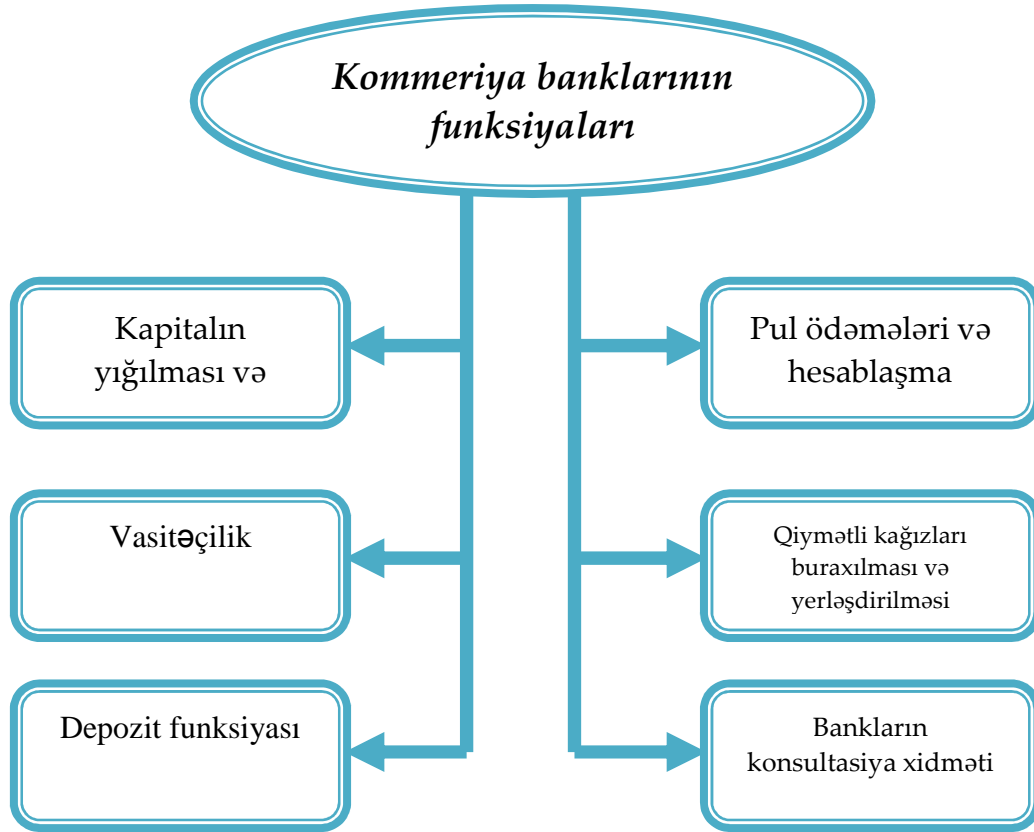 Kommeriya banklarının
funksiyaları
Kapitalın
yığılması və
Pul ödəmələri və
hesablaşma
Vasitəçilik
Qiymətli kağızları
buraxılması və
yerləşdirilməsi
Depozit funksiyası
Bankların
konsultasiya xidməti